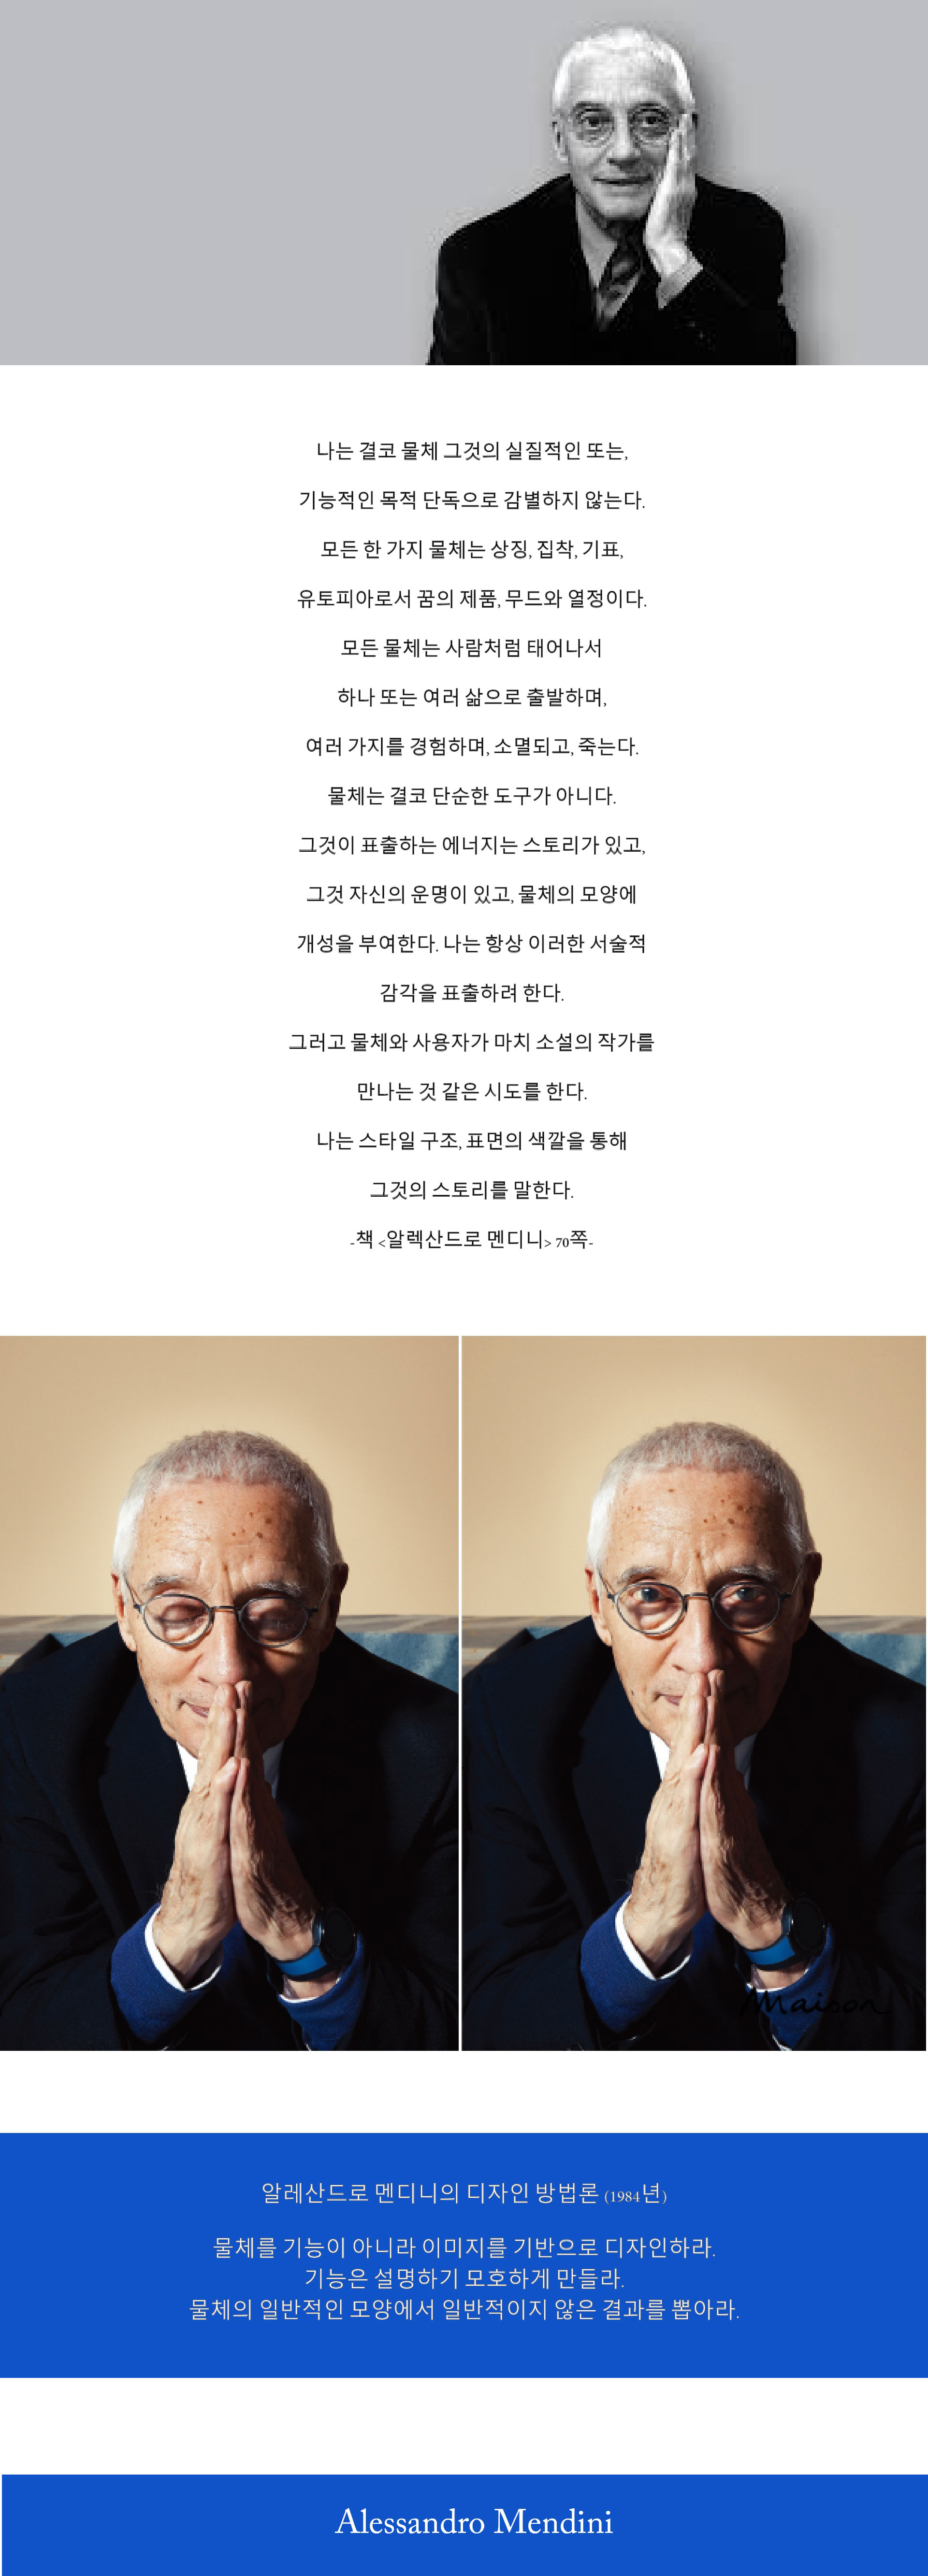 나는 결코 물체 그것의 실질적인 또는,
기능적인 목적 단독으로 감별하지 않는다.
모든 한 가지 물체는 상징, 집착, 기표,
유토피아로서 꿈의 제품, 무드와 열정이다.
모든 물체는 사람처럼 태어나서
하나 또는 여러 삶으로 출발하며,
여러 가지를 경험하며, 소멸되고, 죽는다.
물체는 결코 단순한 도구가 아니다.
그것이 표출하는 에너지는 스토리가 있고,
그것 자신의 운명이 있고, 물체의 모양에
개성을 부여한다. 나는 항상 이러한 서술적
감각을 표출하려 한다.
그러고 물체와 사용자가 마치 소설의 작가를
만나는 것 같은 시도를 한다.
나는 스타일 구조, 표면의 색깔을 통해
그것의 스토리를 말한다.
-책 <알렉산드로 멘디니> 70쪽-
Maison
알레산드로 멘디니의 디자인 방법론 (1984년)
물체를 기능이 아니라 이미지를 기반으로 디자인하라.
기능은 설명하기 모호하게 만들라.
물체의 일반적인 모양에서 일반적이지 않은 결과를 뽑아라.
Alessandro Mendini